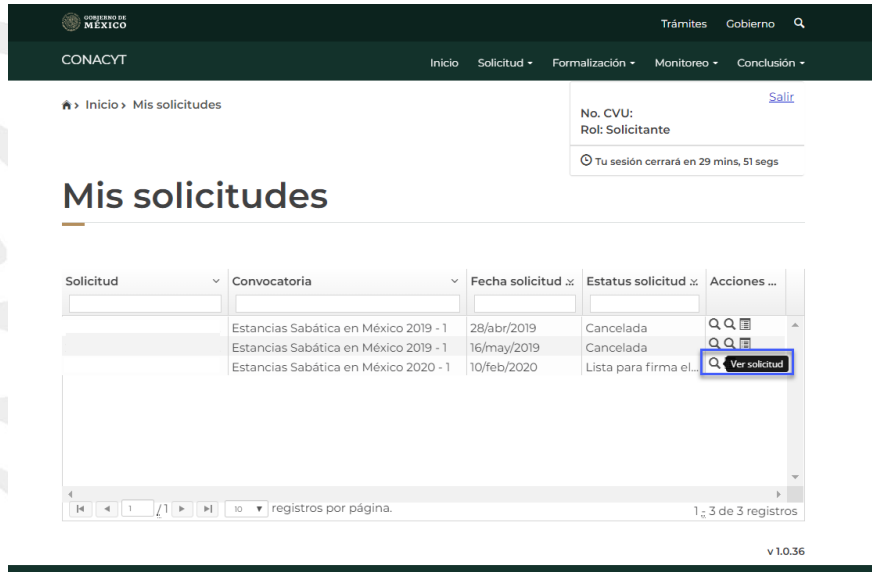 GOBIERNO DE
MÉXICO
Trámites Gobierno
CONACYT
Inicio Solicitud Formalización Monitoreo Conclusión
> Inicio > Mis solicitudes
Salir
No. CVU:
Rol: Solicitante
Tu sesión cerrará en 29 mins, 51 segs
Mis solicitudes
Solicitud Convocatoria Fecha solicitud Estatus solicitud Acciones ...
Estancias Sabática en México 2019 - 1 28/abr/2019 Cancelada
Estancias Sabática en México 2019 - 1 16/may/2019 Cancelada
Estancias Sabática en México 2020 - 1 10/feb/2020 Lista para firma el... Ver solicitud
1 /1 10 registros por página.
1 - 3 de 3 registros
v 1.0.36